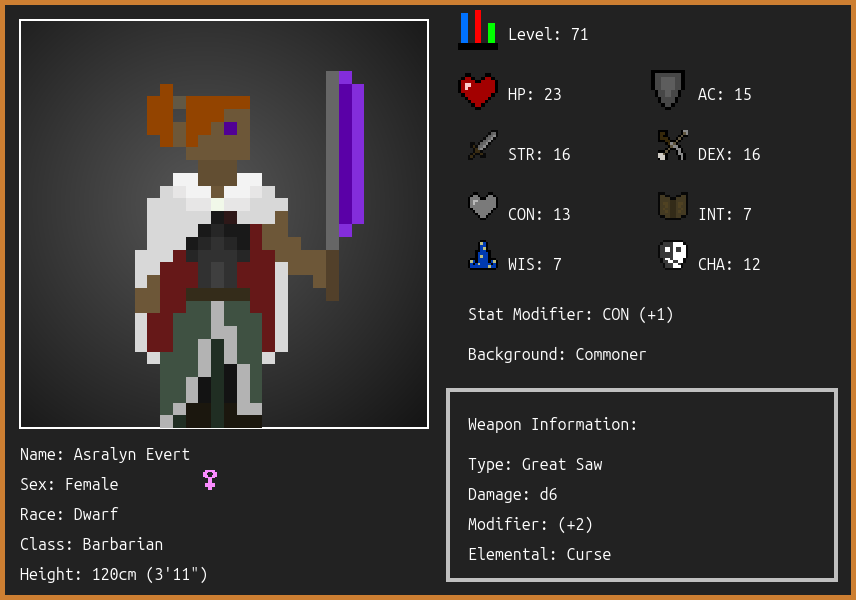 Level: 71
HP: 23
AC: 15
STR: 16
DEX: 16
CON: 13
INT: 7
WIS: 7
CHA: 12
Stat Modifier: CON (+1)
Background: Commoner
Weapon Information:
Type: Great Saw
Damage: d6
Modifier: (+2)
Elemental: Curse
Name: Asralyn Evert
Sex: Female
Race: Dwarf
Class: Barbarian
Height: 120cm (3'11")